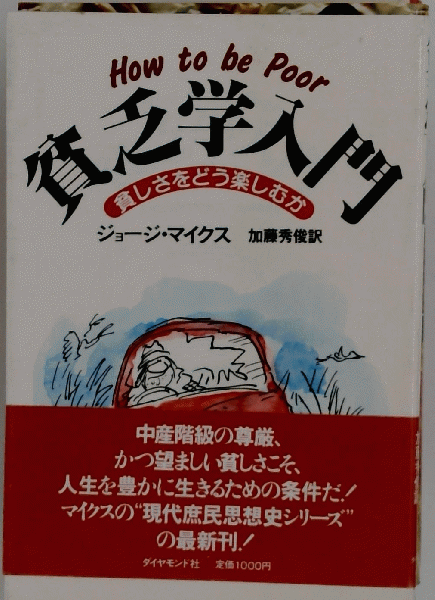 How to be Poor
貧乏学入門
貧しさをどう楽しむか
ジョージ・マイクス 加藤秀俊訳
中産階級の尊厳、
かつ望ましい貧しさこそ、
人生を豊かに生きるための条件だ!
マイクスの“現代庶民思想史シリーズ”
の最新刊!
ダイヤモンド社 定価1000円